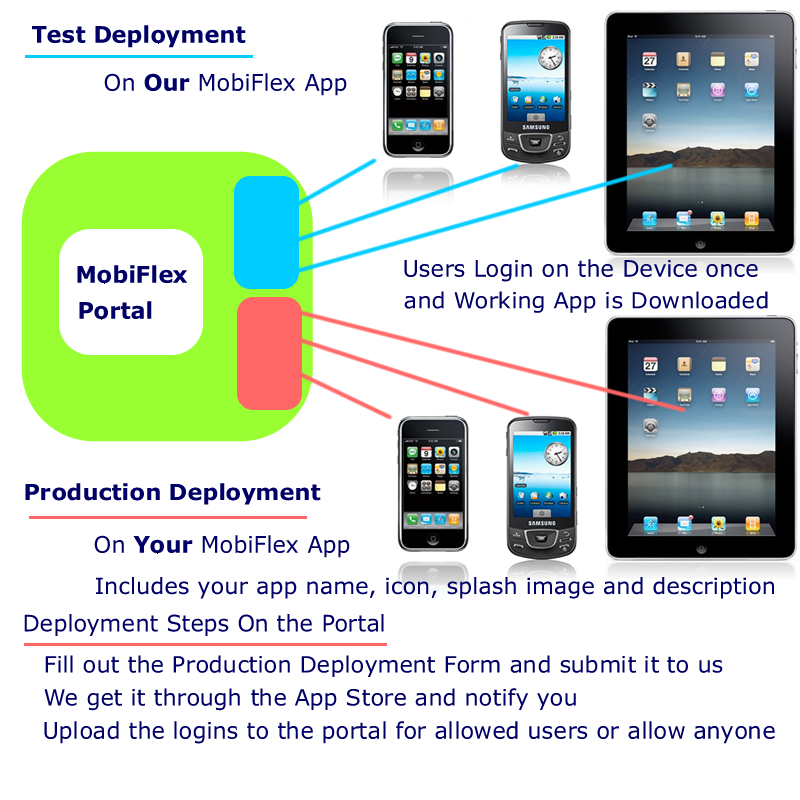 Test Deployment
On Our MobiFlex App
SAMSUNG
MobiFlex
Portal
Users Login on the Device once
and Working App is Downloaded
Production Deployment
SAMSUNG
On Your MobiFlex App
Includes your app name, icon, splash image and description
Deployment Steps On the Portal
Fill out the Production Deployment Form and submit it to us
We get it through the App Store and notify you
Upload the logins to the portal for allowed users or allow anyone